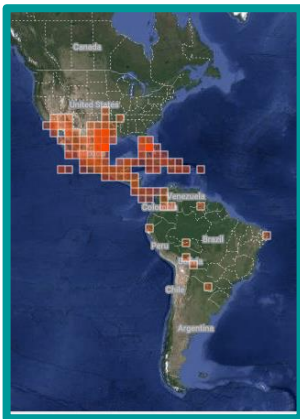 Canada
United States
Venezuela
Colombia
Brazil
Peru
Bolivia
Chile
Argentina